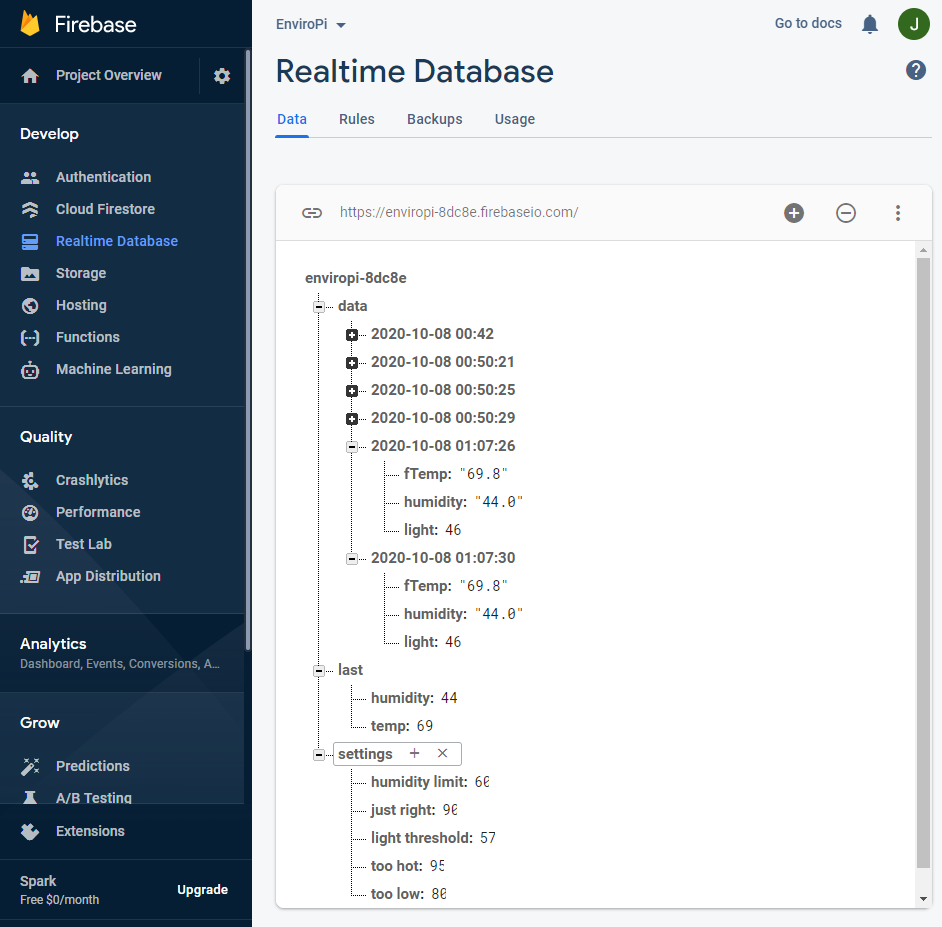 Firebase
Project Overview
Develop
Authentication
Cloud Firestore
Realtime Database
Storage
Hosting
Functions
Machine Learning
Quality
Crashlytics
Performance
Test Lab
App Distribution
Analytics
Dashboard, Events, Conversions, A...
Grow
Predictions
A/B Testing
Extensions
Spark
Free $0/month
Upgrade
EnviroPi
Go to docs
J
Realtime Database
?
Data Rules Backups Usage
https://enviropi-8dc8e.firebaseio.com/
enviropi-8dc8e
data
2020-10-08 00:42
2020-10-08 00:50:21
2020-10-08 00:50:25
2020-10-08 00:50:29
2020-10-08 01:07:26
fTemp: "69.8"
humidity: "44.0"
light: 46
2020-10-08 01:07:30
fTemp: "69.8"
humidity: "44.0"
light: 46
last
humidity: 44
temp: 69
settings + ×
humidity limit: 60
just right: 90
light threshold: 57
too hot: 95
too low: 80